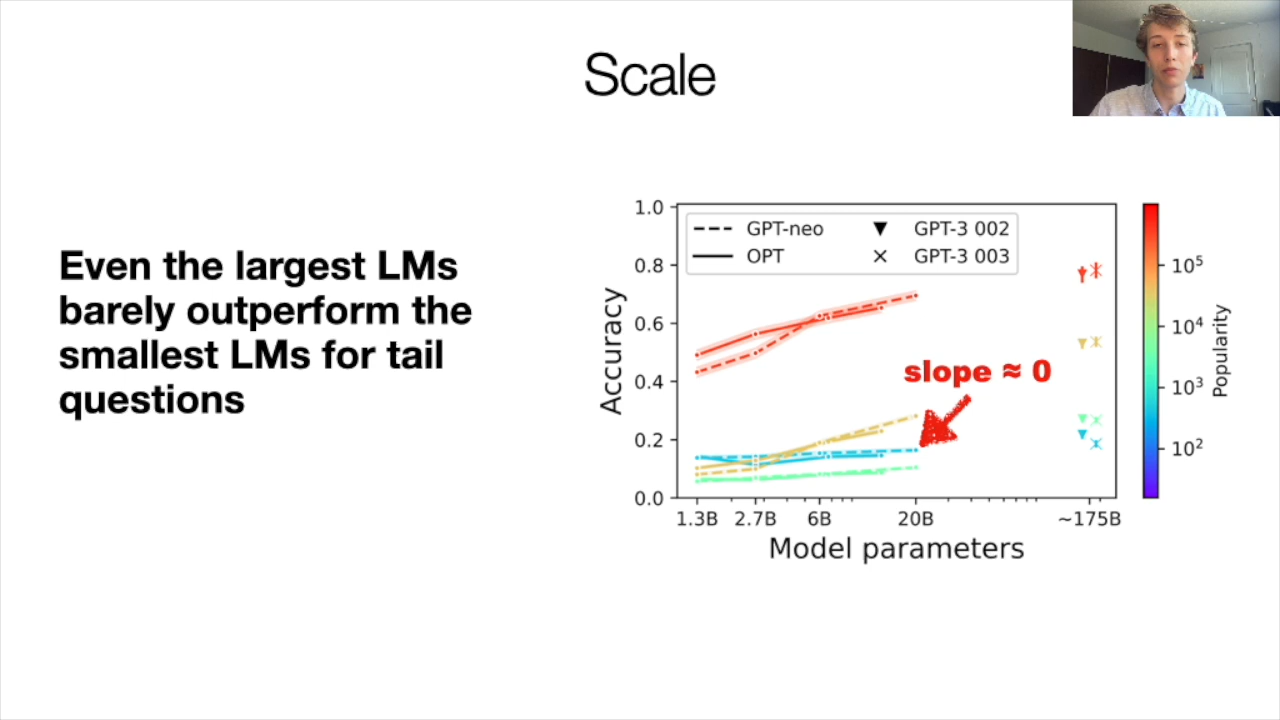 Scale
Even the largest LMs
barely outperform the
smallest LMs for tail
questions
GPT-neo
OPT
GPT-3 002
GPT-3 003
slope ≈ 0
Accuracy
1.0
0.8
0.6
0.4
0.2
0.0
1.3B 2.7B 6B 20B ~175B
Model parameters
10⁵
10⁴
10³
10²
Popularity